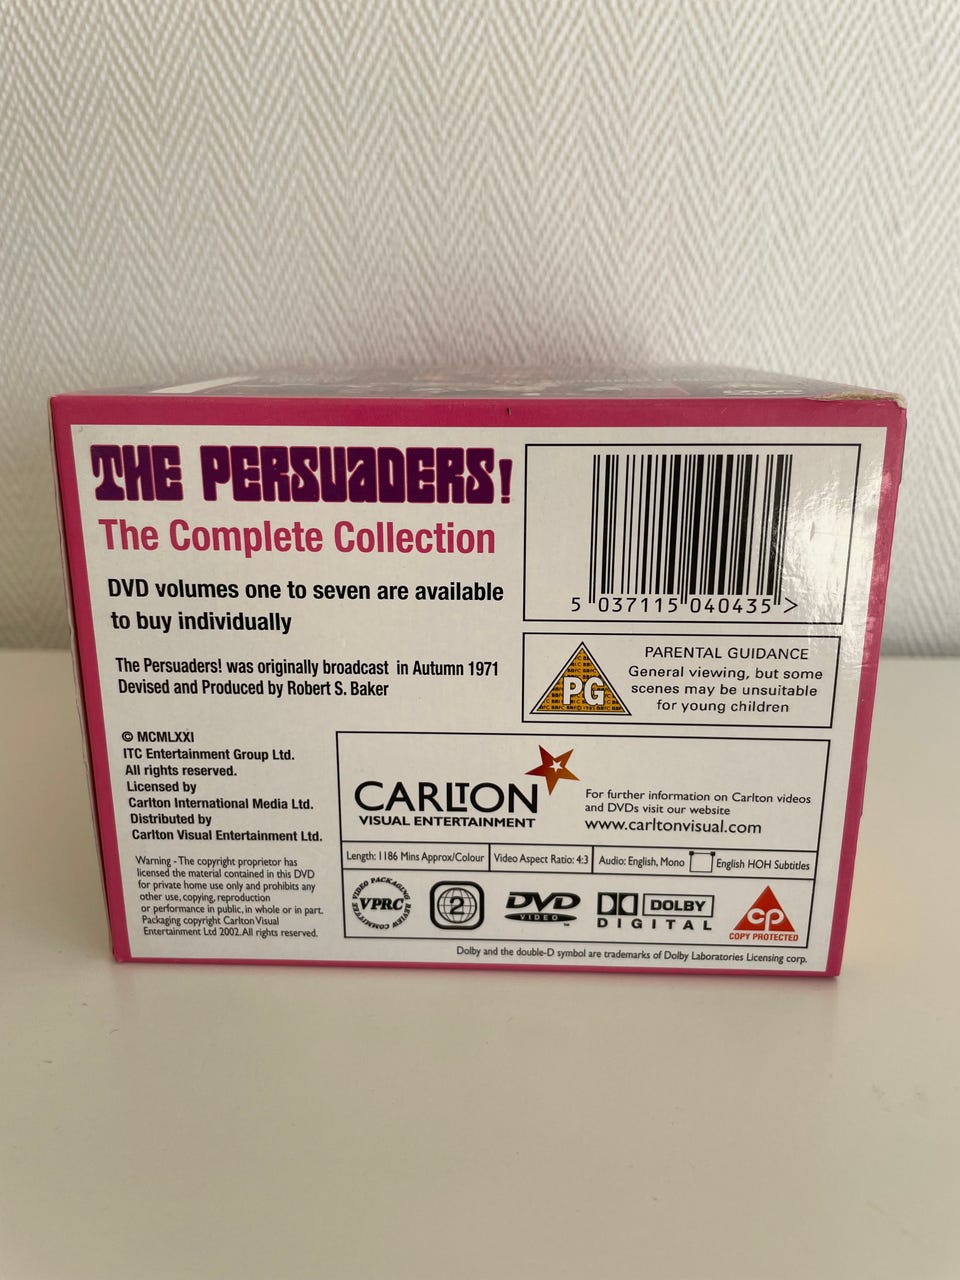 THE PERSUADERS!
The Complete Collection
DVD volumes one to seven are available
to buy individually
The Persuaders! was originally broadcast in Autumn 1971
Devised and Produced by Robert S. Baker
© MCMLXXI
ITC Entertainment Group Ltd.
All rights reserved.
Licensed by
Carlton International Media Ltd.
Distributed by
Carlton Visual Entertainment Ltd.
Warning - The copyright proprietor has
licensed the material contained in this DVD
for private home use only and prohibits any
other use, copying, reproduction
or performance in public, in whole or in part.
Packaging copyright Carlton Visual
Entertainment Ltd 2002. All rights reserved.
5 037115 040435 >
PG
PARENTAL GUIDANCE
General viewing, but some
scenes may be unsuitable
for young children
CARLTON
VISUAL ENTERTAINMENT
For further information on Carlton videos
and DVDs visit our website
www.carltonvisual.com
Length: 1186 Mins Approx/Colour
Video Aspect Ratio: 4:3
Audio: English, Mono
English HOH Subtitles
VIDEO PACKAGING REVIEW COMMITTEE
VPRC
2
DVD
VIDEO
DOLBY
DIGITAL
CP
COPY PROTECTED
Dolby and the double-D symbol are trademarks of Dolby Laboratories Licensing corp.